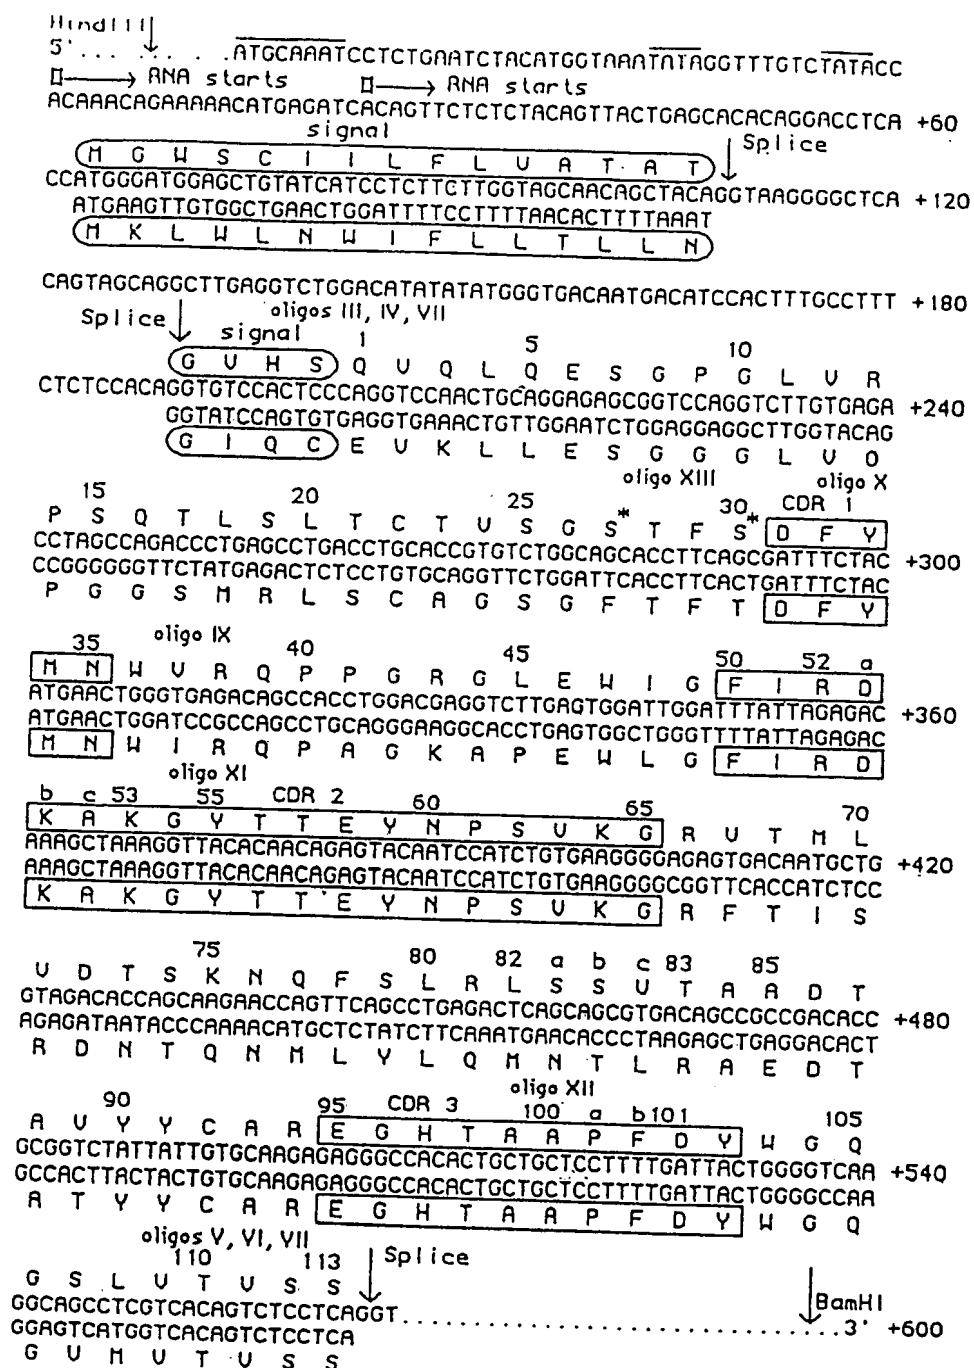 HindIII
5'... . ... .ATGCAAATCCTCTGAATCTACATGGTAAATATAGGTTTGTCTATACC
RNA starts RNA starts
ACAAACAGAAAAACATGAGATCACAGTTCTCTCTACAGTTACTGAGCACACAGGACCTCA +60
signal Splice
M G W S C I I L F L V A T A T
CCATGGGATGGAGCTGTATCATCCTCTTCTTGGTAGCAACAGCTACAGGTAAGGGGCTCA +120
ATGAAGTTGTGGCTGAACTGGATTTTCCTTTTAACACTTTTAAAT
M K L W L N W I F L L T L L N
CAGTAGCAGGCTTGAGGTCTGGACATATATATGGGTGACAATGACATCCACTTTGCCTTT +180
Splice signal oligos III, IV, VII
1 5 10
G V H S Q V Q L Q E S G P G L V R
CTCTCCACAGGTGTCCACTCCCAGGTCCAACTGCAGGAGAGCGGTCCAGGTCTTGTGAGA +240
GGTATCCAGTGTGAGGTGAAACTGTTGGAATCTGGAGGAGGCTTGGTACAG
G I Q C E V K L L E S G G G L V Q
oligo XIII oligo X
15 20 25 30 CDR 1
P S Q T L S L T C T V S G S* T F S* D F Y
CCTAGCCAGACCCTGAGCCTGACCTGCACCGTGTCTGGCAGCACCTTCAGCGATTTCTAC +300
CCGGGGGGTTCTATGAGACTCTCCTGTGCAGGTTCTGGATTCACCTTCACTGATTTCTAC
P G G S M R L S C A G S G F T F T D F Y
35 oligo IX 40 45 50 52 a
M N W V R Q P P G R G L E W I G F I R D
ATGAACTGGGTGAGACAGCCACCTGGACGAGGTCTTGAGTGGATTGGATTTATTAGAGAC +360
ATGAACTGGATCCGCCAGCCTGCAGGGAAGGCACCTGAGTGGCTGGGTTTTATTAGAGAC
M N W I R Q P A G K A P E W L G F I R D
oligo XI
b c 53 55 CDR 2 60 65 70
K A K G Y T T E Y N P S V K G R V T M L
AAAGCTAAAGGTTACACAACAGAGTACAATCCATCTGTGAAGGGGAGAGTGACAATGCTG +420
AAAGCTAAAGGTTACACAACAGAGTACAATCCATCTGTGAAGGGGCGGTTCACCATCTCC
K A K G Y T T E Y N P S V K G R F T I S
75 80 82 a b c 83 85
V D T S K N Q F S L R L S S V T A A D T
GTAGACACCAGCAAGAACCAGTTCAGCCTGAGACTCAGCAGCGTGACAGCCGCCGACACC +480
AGAGATAATACCCAAAACATGCTCTATCTTCAAATGAACACCCTAAGAGCTGAGGACACT
R D N T Q N M L Y L Q M N T L R A E D T
oligo XII
90 95 CDR 3 100 a b 101 105
A V Y Y C A R E G H T A A P F D Y W G Q
GCGGTCTATTATTGTGCAAGAGAGGGCCACACTGCTGCTCCTTTTGATTACTGGGGTCAA +540
GCCACTTACTACTGTGCAAGAGAGGGCCACACTGCTGCTCCTTTTGATTACTGGGGCCAA
A T Y Y C A R E G H T A A P F D Y W G Q
oligos V, VI, VII
110 113 Splice BamHI
G S L V T V S S
GGCAGCCTCGTCACAGTCTCCTCAGGT..............................3' +600
GGAGTCATGGTCACAGTCTCCTCA
G V M V T V S S